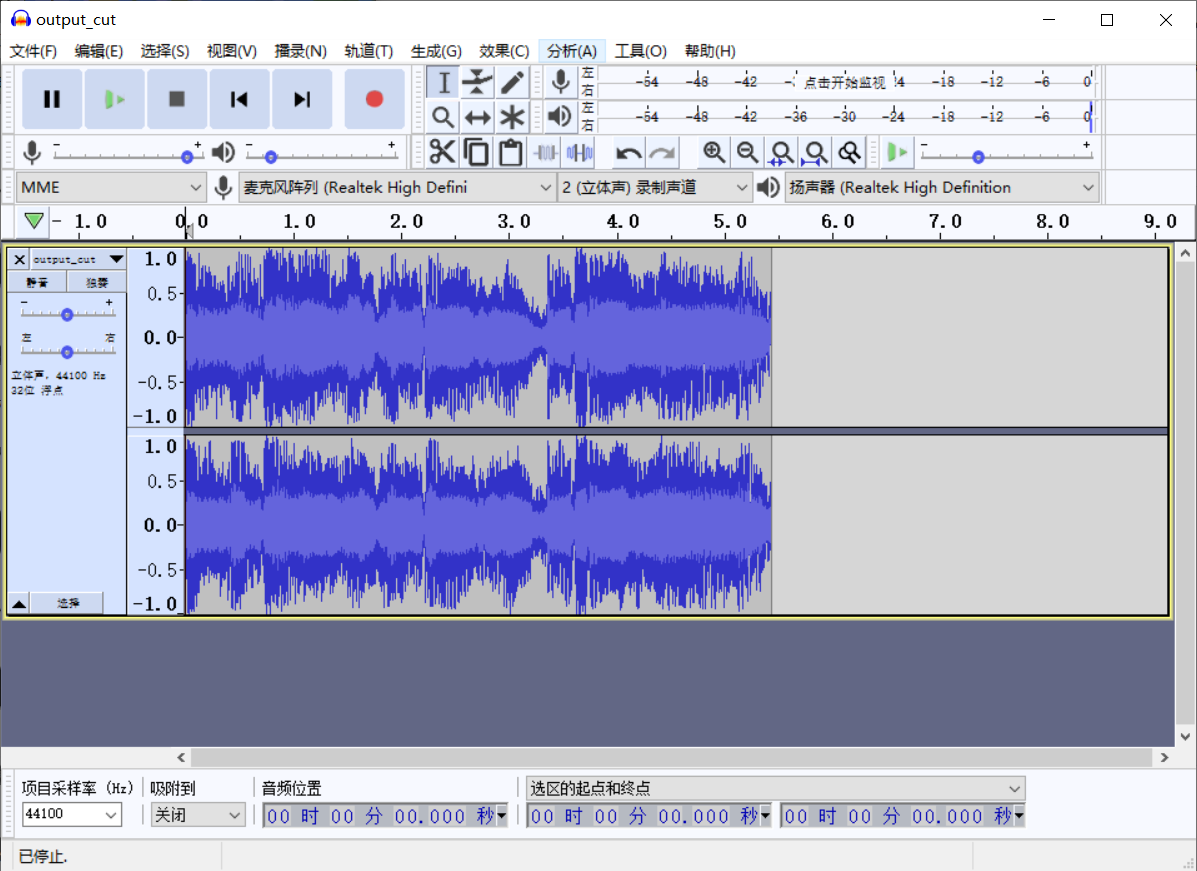 output_cut
文件(F) 编辑(E) 选择(S) 视图(V) 播录(N) 轨道(T) 生成(G) 效果(C) 分析(A) 工具(O) 帮助(H)
左 右 -54 -48 -42 -3 点击开始监视 !4 -18 -12 -6 0
左 右 -54 -48 -42 -36 -30 -24 -18 -12 -6 0
- + - + - +
MME 麦克风阵列 (Realtek High Defini 2 (立体声) 录制声道 扬声器 (Realtek High Definition
- 1.0 0.0 1.0 2.0 3.0 4.0 5.0 6.0 7.0 8.0 9.0
output_cut
静音 独奏
- +
左 右
立体声, 44100 Hz
32位 浮点
选择
1.0
0.5-
0.0-
-0.5-
-1.0
1.0
0.5-
0.0-
-0.5-
-1.0
项目采样率 (Hz) 吸附到 音频位置 选区的起点和终点
44100 关闭 00 时 00 分 00.000 秒 00 时 00 分 00.000 秒 00 时 00 分 00.000 秒
已停止.